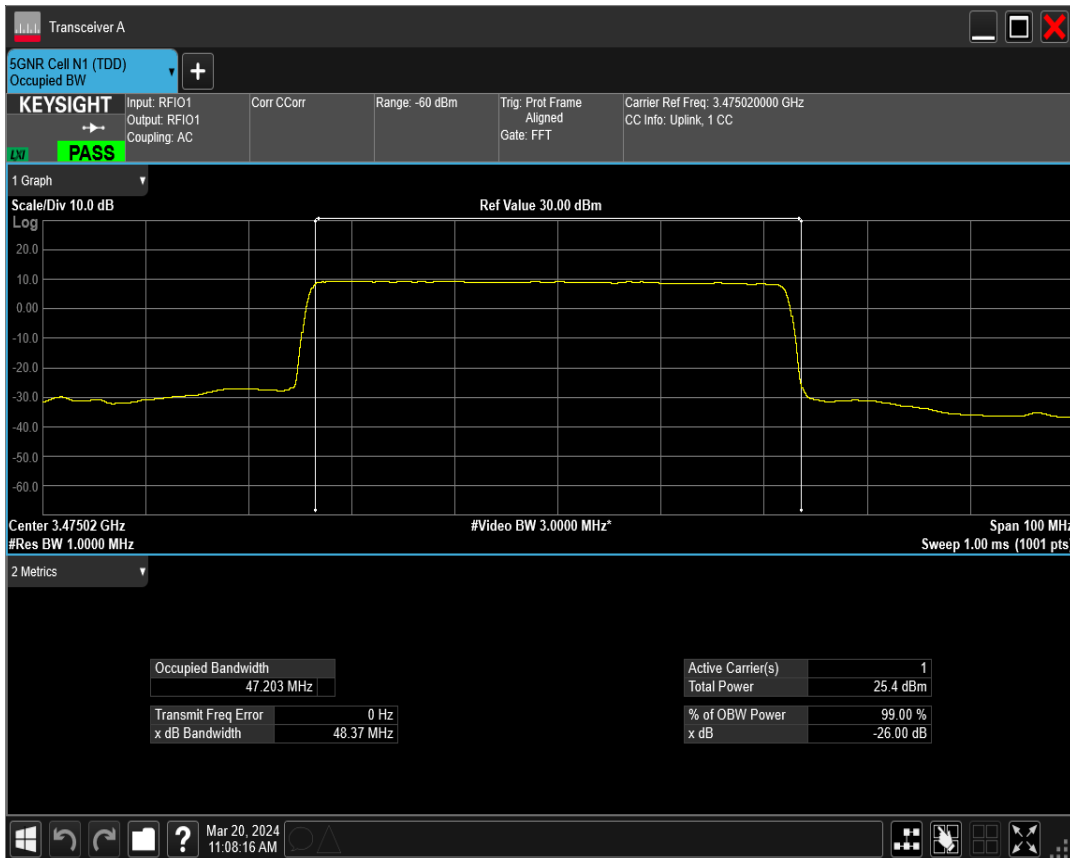 Transceiver A
5GNR Cell N1 (TDD)
Occupied BW
KEYSIGHT
LXI
PASS
Input: RFIO1
Output: RFIO1
Coupling: AC
Corr CCorr
Range: -60 dBm
Trig: Prot Frame
Aligned
Gate: FFT
Carrier Ref Freq: 3.475020000 GHz
CC Info: Uplink, 1 CC
1 Graph
Scale/Div 10.0 dB
Ref Value 30.00 dBm
Log
20.0
10.0
0.00
-10.0
-20.0
-30.0
-40.0
-50.0
-60.0
Center 3.47502 GHz
#Video BW 3.0000 MHz*
Span 100 MHz
#Res BW 1.0000 MHz
Sweep 1.00 ms (1001 pts)
2 Metrics
Occupied Bandwidth
47.203 MHz
Transmit Freq Error 0 Hz
x dB Bandwidth 48.37 MHz
Active Carrier(s) 1
Total Power 25.4 dBm
% of OBW Power 99.00 %
x dB -26.00 dB
?
Mar 20, 2024
11:08:16 AM